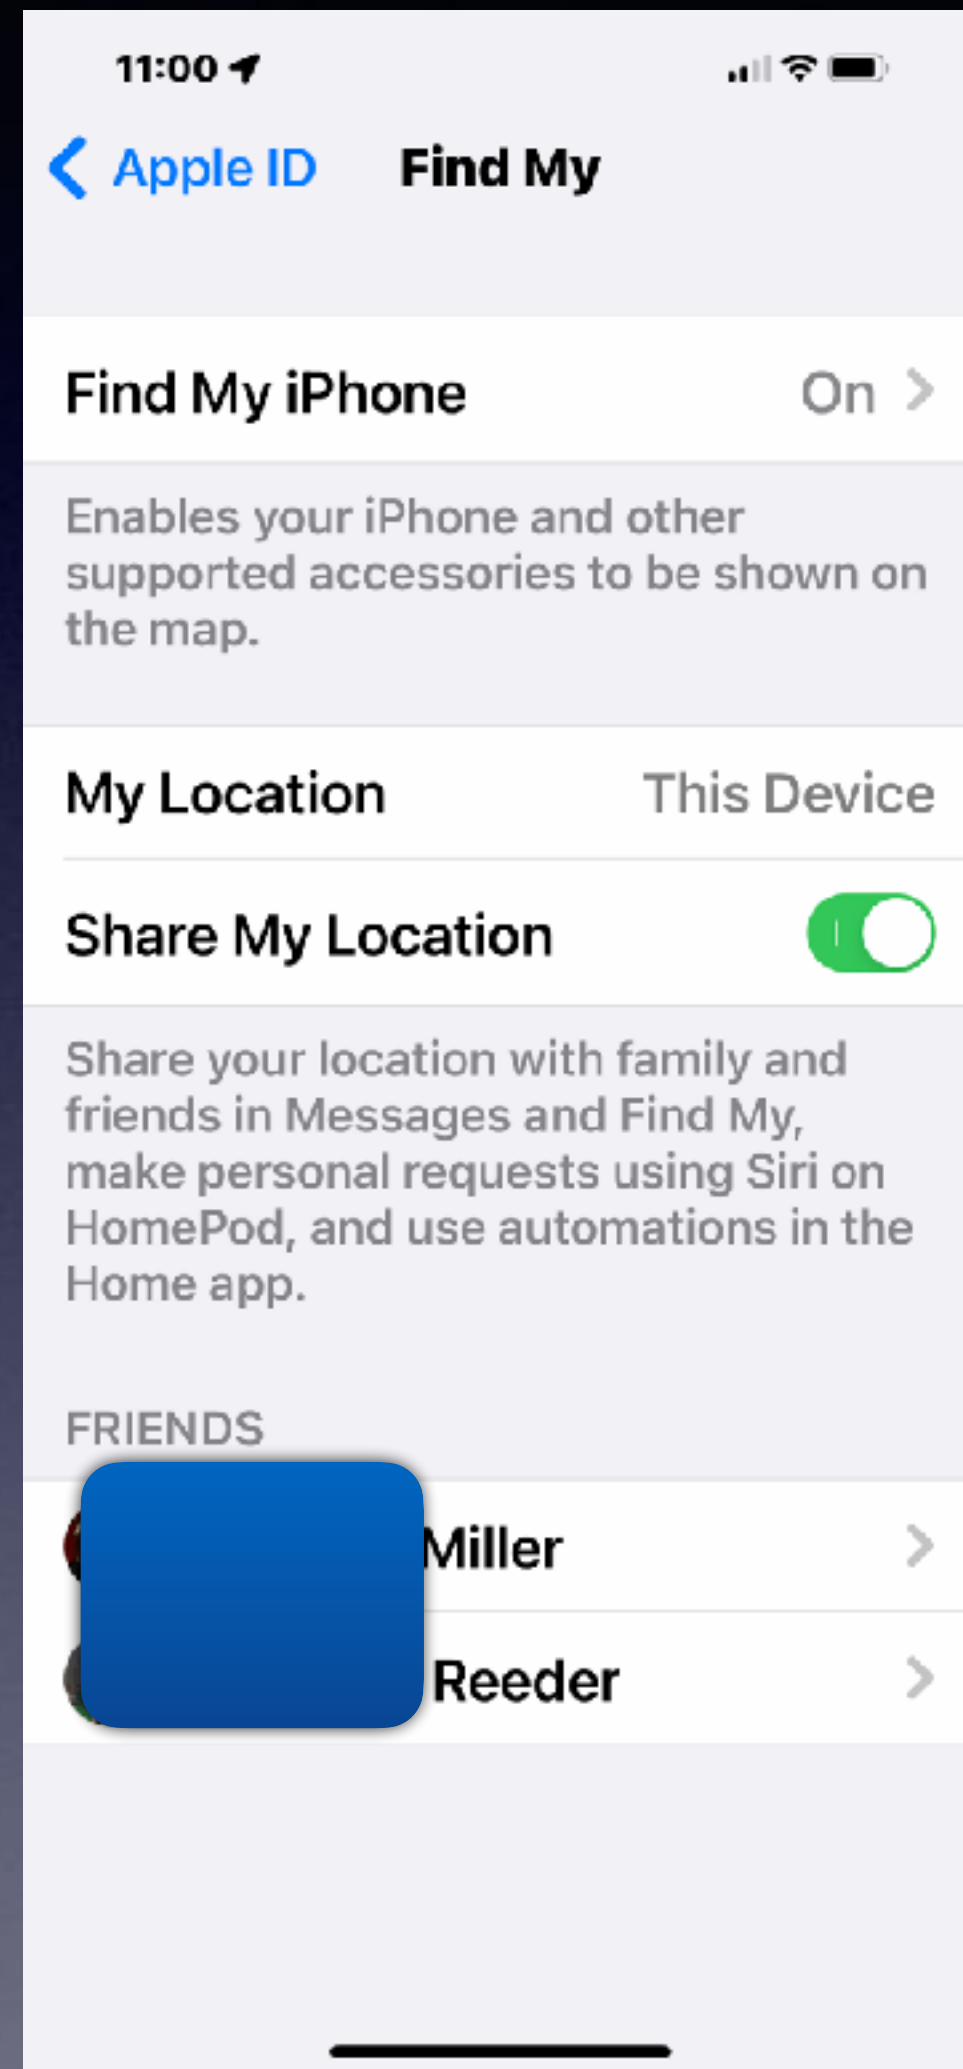 11:00
Apple ID Find My
Find My iPhone On
Enables your iPhone and other
supported accessories to be shown on
the map.
My Location This Device
Share My Location
Share your location with family and
friends in Messages and Find My,
make personal requests using Siri on
HomePod, and use automations in the
Home app.
FRIENDS
Miller
Reeder